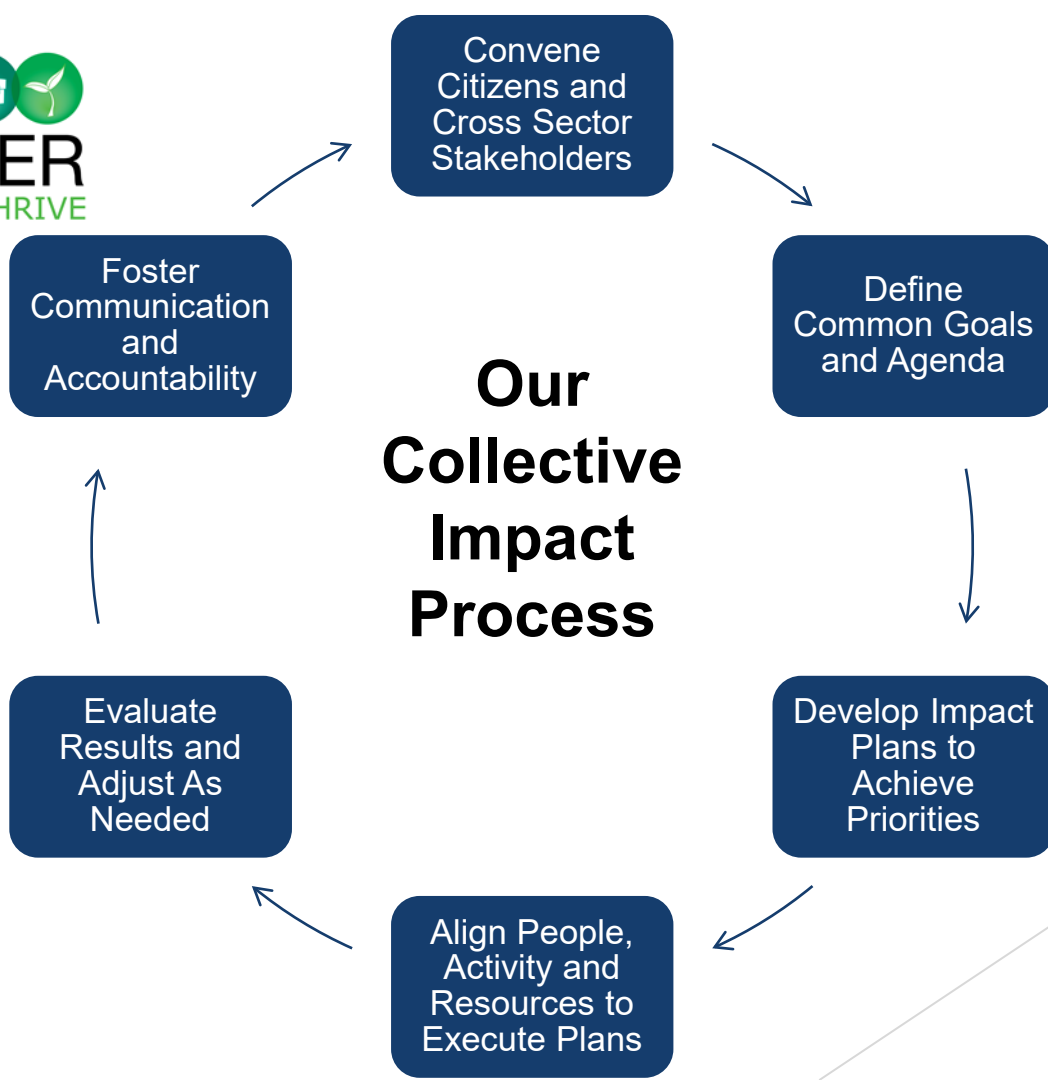 ER
HRIVE
Convene
Citizens and
Cross Sector
Stakeholders
Define
Common Goals
and Agenda
Develop Impact
Plans to
Achieve
Priorities
Align People,
Activity and
Resources to
Execute Plans
Evaluate
Results and
Adjust As
Needed
Foster
Communication
and
Accountability
Our
Collective
Impact
Process